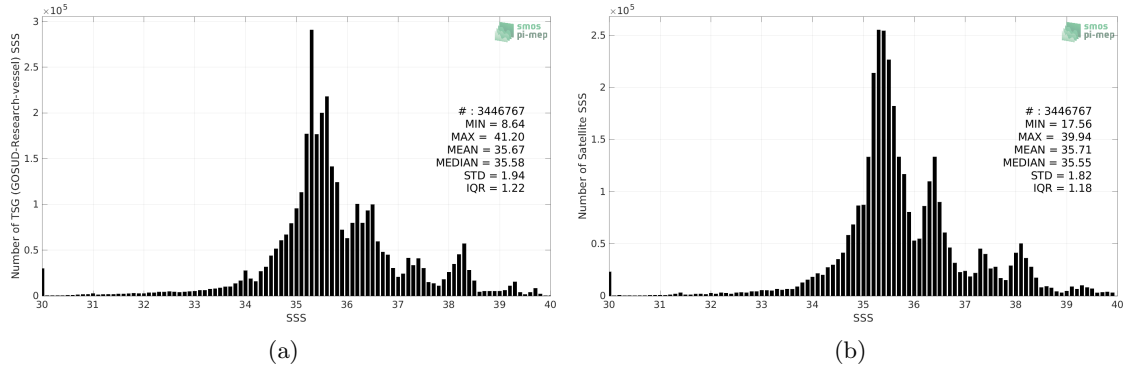 ×10⁵
3
2.5
2
1.5
1
0.5
0
Number of TSG (GOSUD-Research-vessel) SSS
smos
pi-mep
# : 3446767
MIN = 8.64
MAX = 41.20
MEAN = 35.67
MEDIAN = 35.58
STD = 1.94
IQR = 1.22
30 31 32 33 34 35 36 37 38 39 40
SSS
(a)
×10⁵
2.5
2
1.5
1
0.5
0
Number of Satellite SSS
smos
pi-mep
# : 3446767
MIN = 17.56
MAX = 39.94
MEAN = 35.71
MEDIAN = 35.55
STD = 1.82
IQR = 1.18
30 31 32 33 34 35 36 37 38 39 40
SSS
(b)